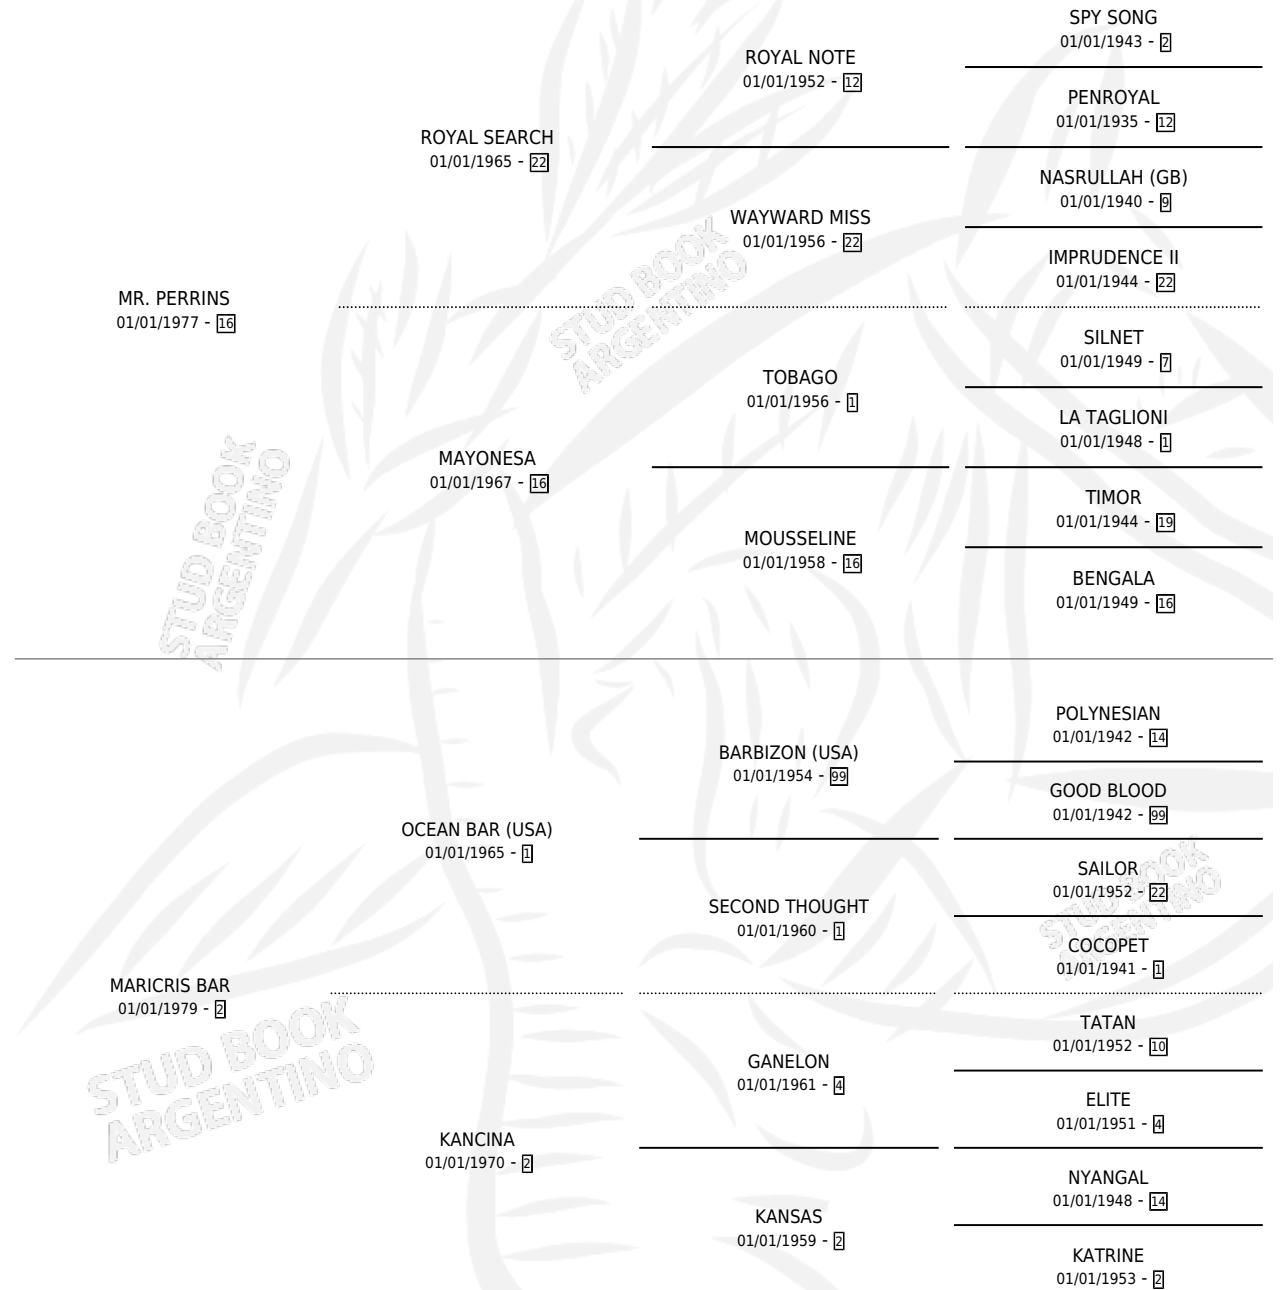 SPY SONG
01/01/1943 - 2
ROYAL NOTE
01/01/1952 - 12
PENROYAL
01/01/1935 - 12
ROYAL SEARCH
01/01/1965 - 22
NASRULLAH (GB)
01/01/1940 - 9
WAYWARD MISS
01/01/1956 - 22
IMPRUDENCE II
01/01/1944 - 22
MR. PERRINS
01/01/1977 - 16
STUD BOOK
ARGENTINO
SILNET
01/01/1949 - 7
TOBAGO
01/01/1956 - 1
LA TAGLIONI
01/01/1948 - 1
MAYONESA
01/01/1967 - 16
TIMOR
01/01/1944 - 19
MOUSSELINE
01/01/1958 - 16
BENGALA
01/01/1949 - 16
STUD BOOK
ARGENTINO
POLYNESIAN
01/01/1942 - 14
BARBIZON (USA)
01/01/1954 - 99
GOOD BLOOD
01/01/1942 - 99
OCEAN BAR (USA)
01/01/1965 - 1
SAILOR
01/01/1952 - 22
SECOND THOUGHT
01/01/1960 - 1
COCOPET
01/01/1941 - 1
STUD BOOK
ARGENTINO
MARICRIS BAR
01/01/1979 - 2
STUD BOOK
ARGENTINO
TATAN
01/01/1952 - 10
GANELON
01/01/1961 - 4
ELITE
01/01/1951 - 4
KANCINA
01/01/1970 - 2
NYANGAL
01/01/1948 - 14
KANSAS
01/01/1959 - 2
KATRINE
01/01/1953 - 2